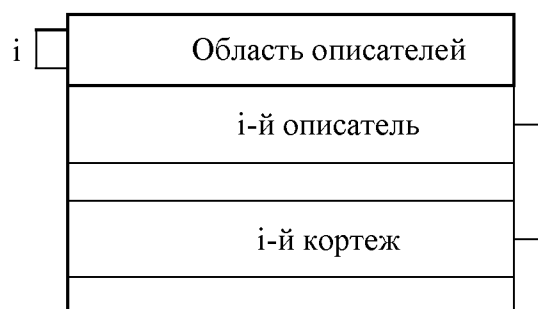 i
Область описателей
i-й описатель
i-й кортеж